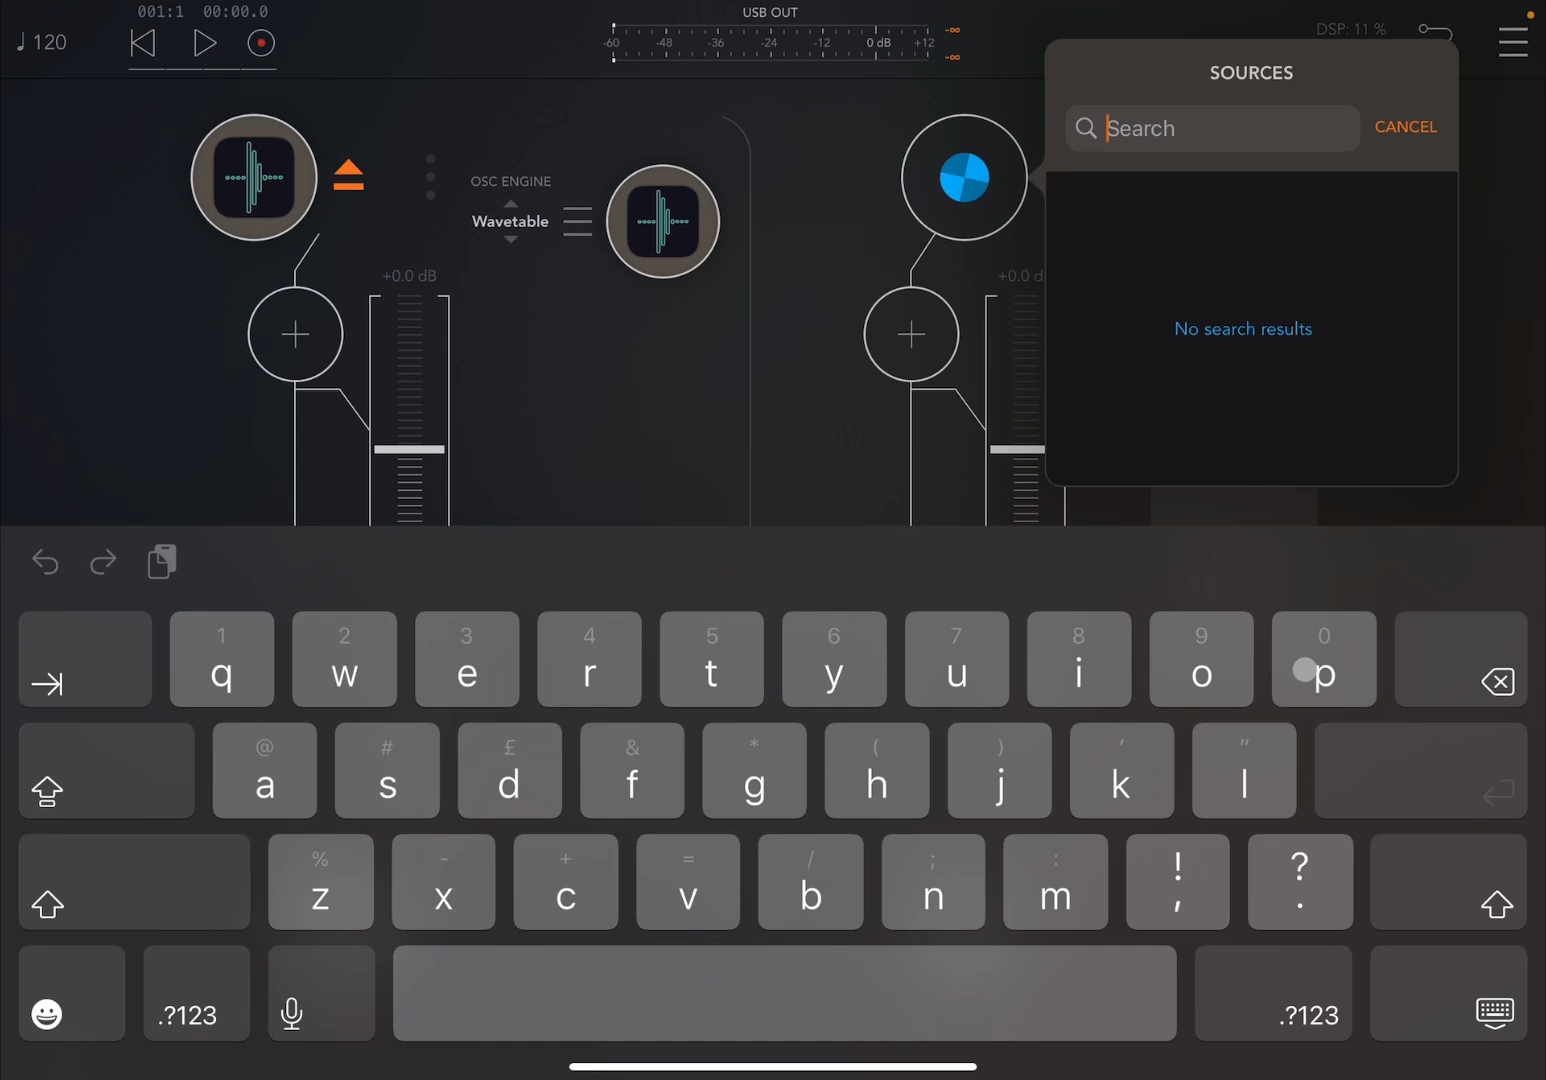 001:1 00:00.0
♩ 120
USB OUT
-60 -48 -36 -24 -12 0 dB +12
-∞
-∞
DSP: 11 %
SOURCES
Search
CANCEL
No search results
OSC ENGINE
Wavetable
+0.0 dB
+0.0 d
1 2 3 4 5 6 7 8 9 0
q w e r t y u i o p
@ # £ & * ( ) ' "
a s d f g h j k l
% - + = / ; : ! ?
z x c v b n m , .
.?123 .?123